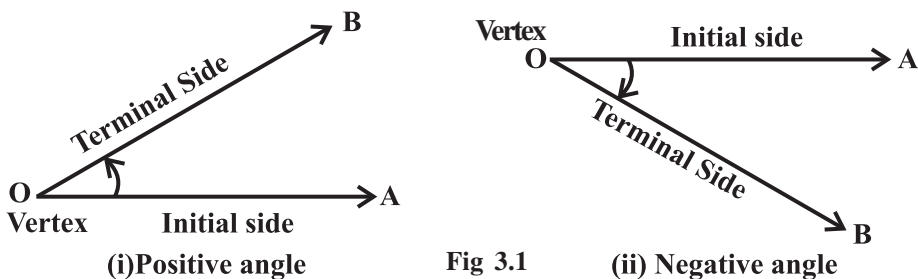 B
Terminal Side
O
A
Vertex
Initial side
(i)Positive angle
Vertex
Initial side
O
A
Terminal Side
B
Fig 3.1
(ii) Negative angle